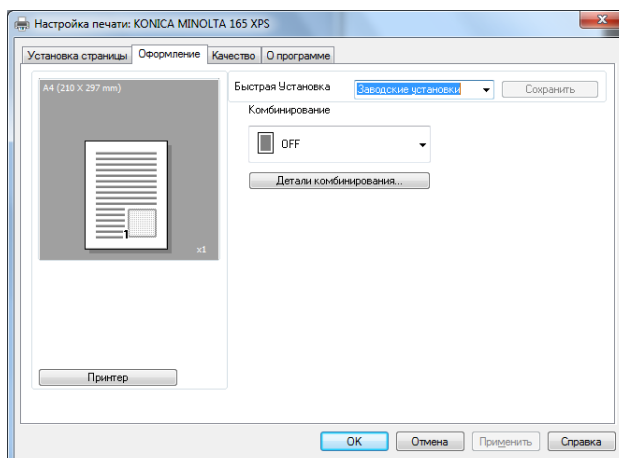 Настройка печати: KONICA MINOLTA 165 XPS
Установка страницы Оформление Качество О программе
A4 (210 X 297 mm)
Быстрая Установка Заводские установки Сохранить
Комбинирование
OFF
Детали комбинирования...
1
x1
Принтер
OK Отмена Применить Справка